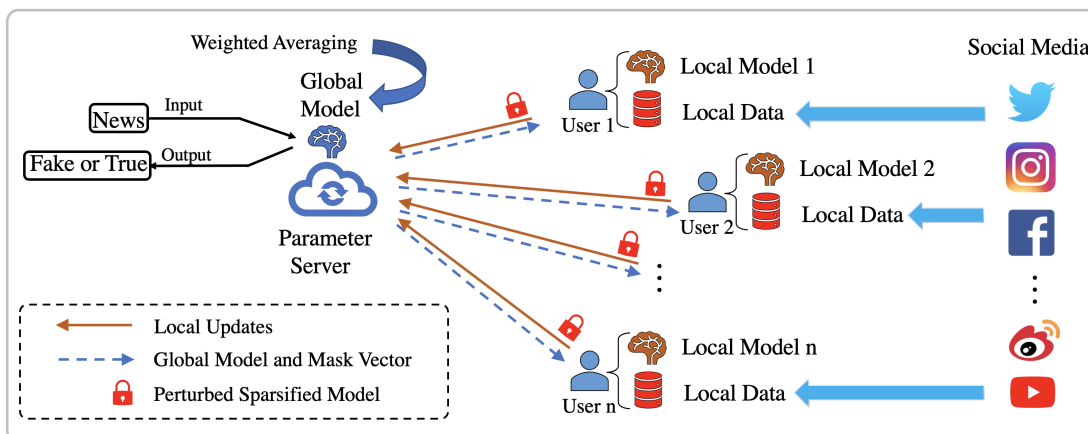 Weighted Averaging
Global
Model
Input
News
Output
Fake or True
Parameter
Server
Local Updates
Global Model and Mask Vector
Perturbed Sparsified Model
User 1
Local Model 1
Local Data
User 2
Local Model 2
Local Data
User n
Local Model n
Local Data
Social Media